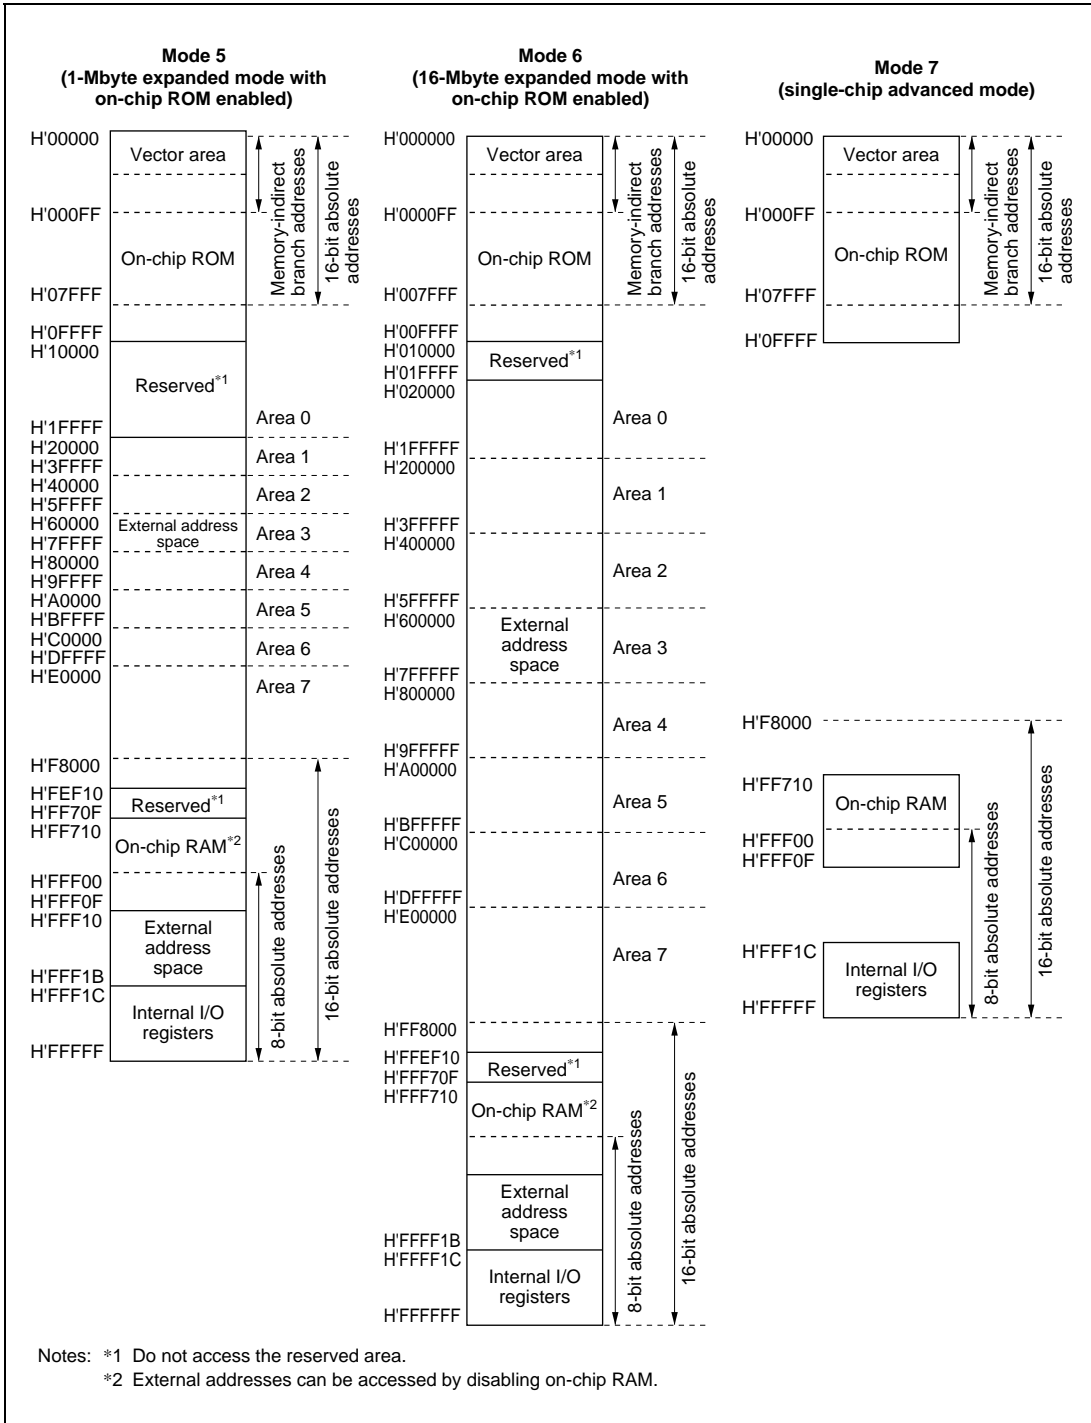 Mode 5
(1-Mbyte expanded mode with
on-chip ROM enabled)
H'00000
Vector area
H'000FF
On-chip ROM
H'07FFF
H'0FFFF
H'10000
Reserved*1
H'1FFFF
H'20000
H'3FFFF
H'40000
H'5FFFF
H'60000
External address
space
H'7FFFF
H'80000
H'9FFFF
H'A0000
H'BFFFF
H'C0000
H'DFFFF
H'E0000
H'F8000
H'FEF10
Reserved*1
H'FF70F
H'FF710
On-chip RAM*2
H'FFF00
H'FFF0F
H'FFF10
External
address
space
H'FFF1B
H'FFF1C
Internal I/O
registers
H'FFFFF
Memory-indirect
branch addresses
16-bit absolute
addresses
Area 0
Area 1
Area 2
Area 3
Area 4
Area 5
Area 6
Area 7
8-bit absolute addresses
16-bit absolute addresses
Mode 6
(16-Mbyte expanded mode with
on-chip ROM enabled)
H'000000
Vector area
H'0000FF
On-chip ROM
H'007FFF
H'00FFFF
H'010000
Reserved*1
H'01FFFF
H'020000
H'1FFFFF
H'200000
H'3FFFFF
H'400000
H'5FFFFF
H'600000
External
address
space
H'7FFFFF
H'800000
H'9FFFFF
H'A00000
H'BFFFFF
H'C00000
H'DFFFFF
H'E00000
H'FF8000
H'FFEF10
Reserved*1
H'FFF70F
H'FFF710
On-chip RAM*2
External
address
space
H'FFFF1B
H'FFFF1C
Internal I/O
registers
H'FFFFFF
Memory-indirect
branch addresses
16-bit absolute
addresses
Area 0
Area 1
Area 2
Area 3
Area 4
Area 5
Area 6
Area 7
8-bit absolute addresses
16-bit absolute addresses
Mode 7
(single-chip advanced mode)
H'00000
Vector area
H'000FF
On-chip ROM
H'07FFF
H'0FFFF
Memory-indirect
branch addresses
16-bit absolute
addresses
H'F8000
H'FF710
On-chip RAM
H'FFF00
H'FFF0F
H'FFF1C
Internal I/O
registers
H'FFFFF
8-bit absolute addresses
16-bit absolute addresses
Notes: *1 Do not access the reserved area.
*2 External addresses can be accessed by disabling on-chip RAM.